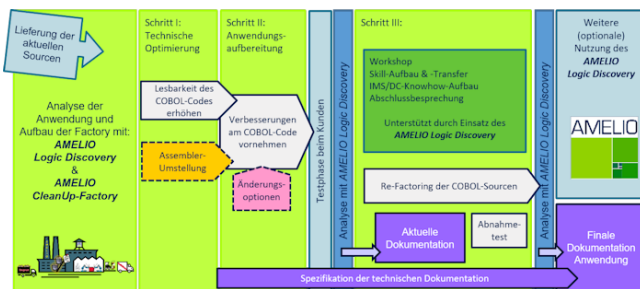 Lieferung der
aktuellen
Sourcen
Analyse der
Anwendung und
Aufbau der Factory mit:
AMELIO
Logic Discovery
&
AMELIO
CleanUp-Factory
Schritt I:
Technische
Optimierung
Lesbarkeit des
COBOL-Codes
erhöhen
Assembler-
Umstellung
Schritt II:
Anwendungs-
aufbereitung
Verbesserungen
am COBOL-Code
vornehmen
Änderungs-
optionen
Testphase beim Kunden
Analyse mit AMELIO Logic Discovery
Schritt III:
Workshop
Skill-Aufbau & -Transfer
IMS/DC-Knowhow-Aufbau
Abschlussbesprechung
Unterstützt durch Einsatz des
AMELIO Logic Discovery
Re-Factoring der COBOL-Sourcen
Aktuelle
Dokumentation
Abnahme-
test
Analyse mit AMELIO Logic Discovery
Weitere
(optionale)
Nutzung des
AMELIO
Logic Discovery
AMELIO
Finale
Dokumentation
Anwendung
Spezifikation der technischen Dokumentation